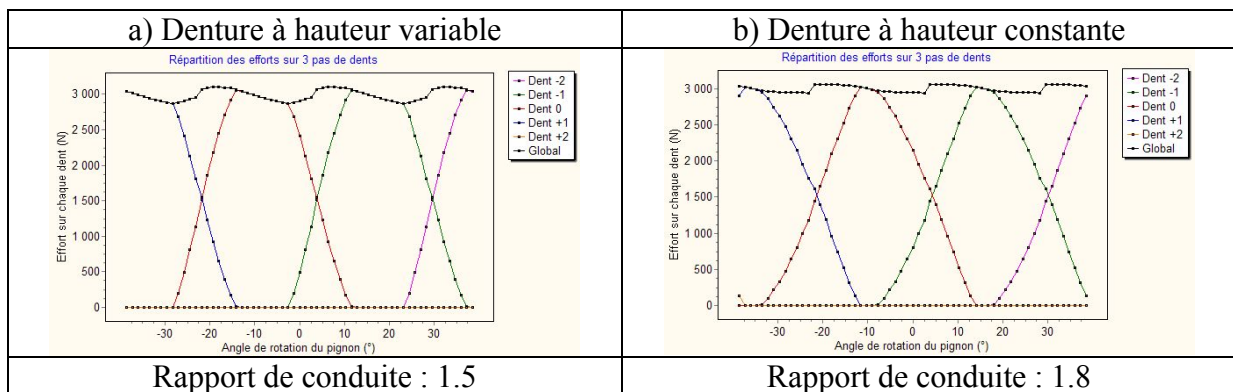 a) Denture à hauteur variable
b) Denture à hauteur constante
Répartition des efforts sur 3 pas de dents
Effort sur chaque dent (N)
3 000
2 500
2 000
1 500
1 000
500
0
-30
-20
-10
0
10
20
30
Angle de rotation du pignon (°)
Dent -2
Dent -1
Dent 0
Dent +1
Dent +2
Global
Répartition des efforts sur 3 pas de dents
Effort sur chaque dent (N)
3 000
2 500
2 000
1 500
1 000
500
0
-30
-20
-10
0
10
20
30
Angle de rotation du pignon (°)
Dent -2
Dent -1
Dent 0
Dent +1
Dent +2
Global
Rapport de conduite : 1.5
Rapport de conduite : 1.8